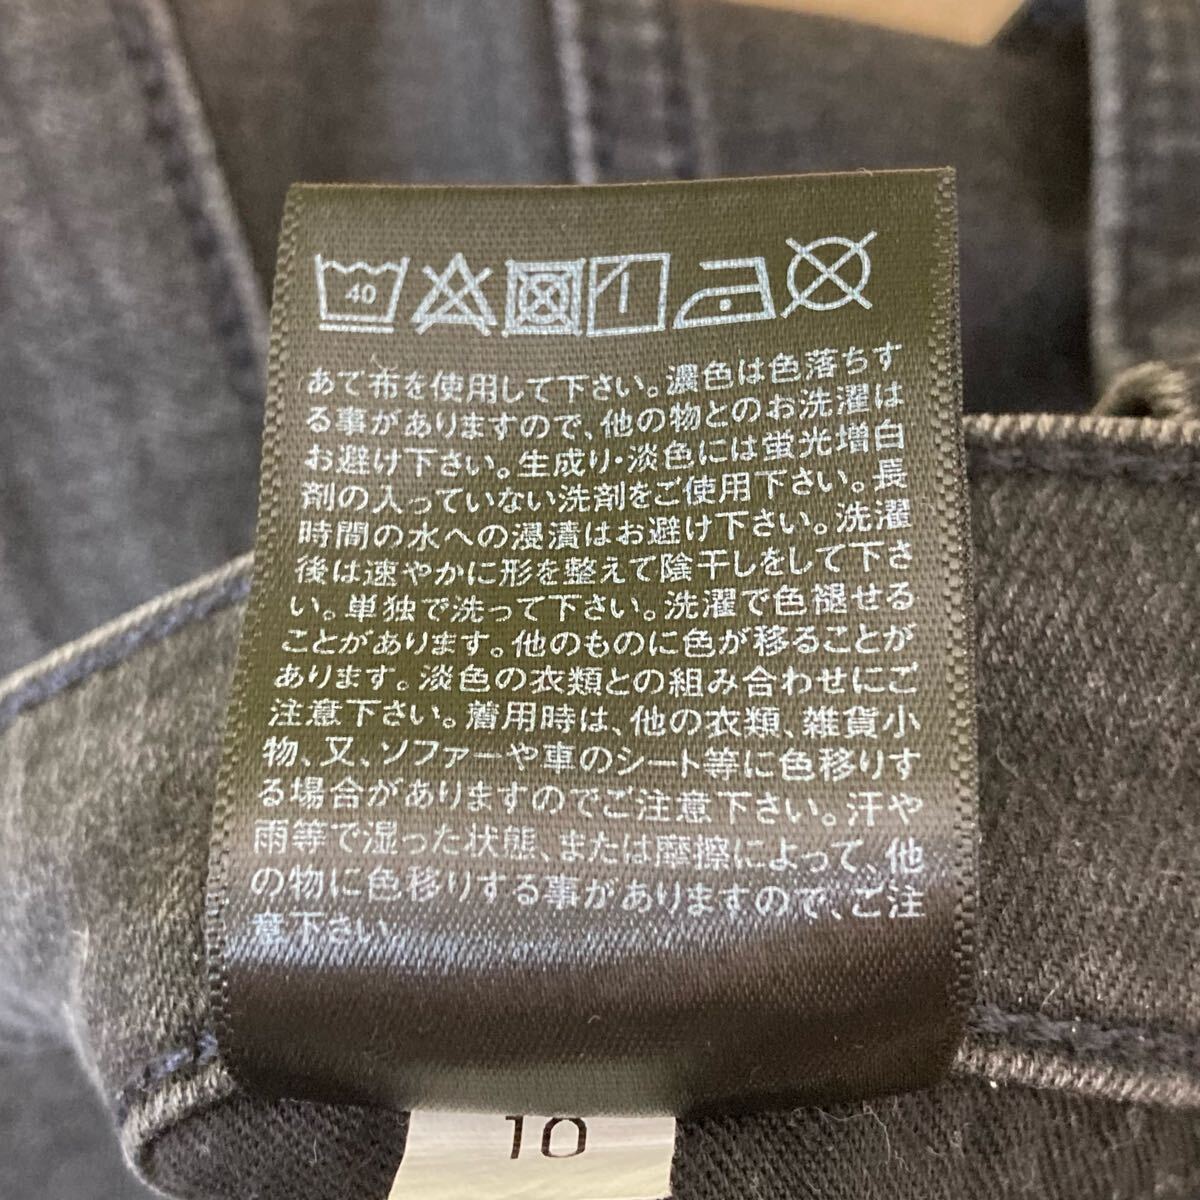 40
あて布を使用して下さい。濃色は色落ちす
る事がありますので、他の物とのお洗濯は
お避け下さい。生成り・淡色には蛍光増白
剤の入っていない洗剤をご使用下さい。長
時間の水への浸漬はお避け下さい。洗濯
後は速やかに形を整えて陰干しをして下さ
い。単独で洗って下さい。洗濯で色褪せる
ことがあります。他のものに色が移ることが
あります。淡色の衣類との組み合わせにご
注意下さい。着用時は、他の衣類、雑貨小
物、又、ソファーや車のシート等に色移りす
る場合がありますのでご注意下さい。汗や
雨等で湿った状態、または摩擦によって、他
の物に色移りする事がありますので、ご注
意下さい。
10